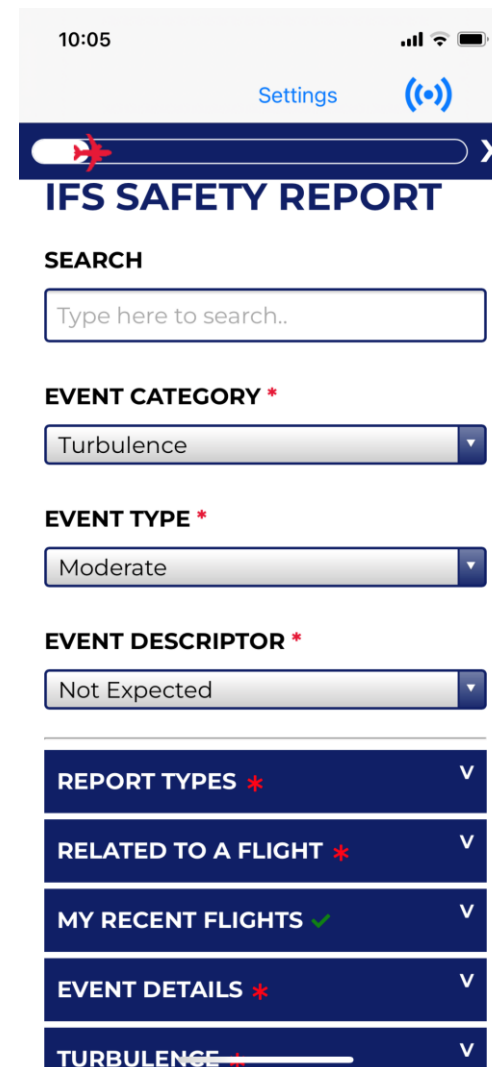 10:05
Settings
IFS SAFETY REPORT
SEARCH
Type here to search..
EVENT CATEGORY *
Turbulence
EVENT TYPE *
Moderate
EVENT DESCRIPTOR *
Not Expected
REPORT TYPES *
RELATED TO A FLIGHT *
MY RECENT FLIGHTS ✓
EVENT DETAILS *
TURBULENCE *